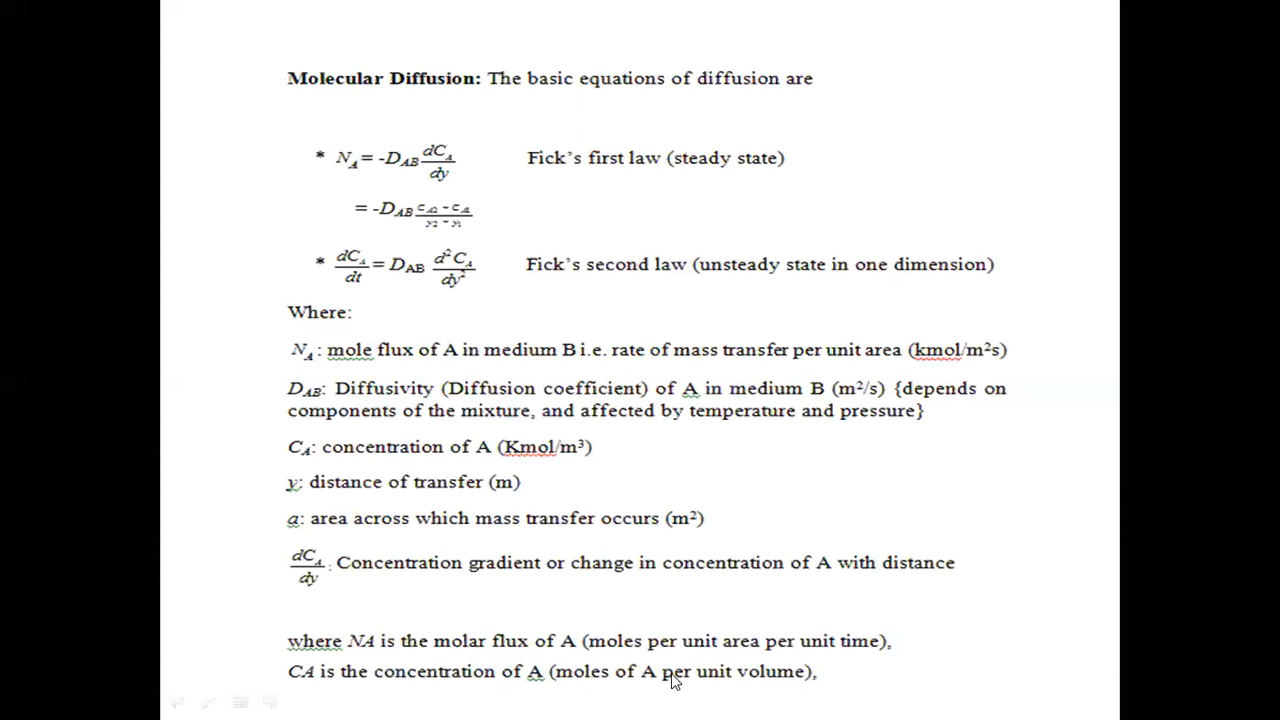 Molecular Diffusion: The basic equations of diffusion are
* N_A = -D_AB dC_A/dy Fick's first law (steady state)
= -D_AB (C_A2 - C_A1)/(y_2 - y_1)
* dC_A/dt = D_AB d²C_A/dy² Fick's second law (unsteady state in one dimension)
Where:
N_A : mole flux of A in medium B i.e. rate of mass transfer per unit area (kmol/m²s)
D_AB: Diffusivity (Diffusion coefficient) of A in medium B (m²/s) {depends on
components of the mixture, and affected by temperature and pressure}
C_A: concentration of A (Kmol/m³)
y: distance of transfer (m)
a: area across which mass transfer occurs (m²)
dC_A/dy : Concentration gradient or change in concentration of A with distance
where NA is the molar flux of A (moles per unit area per unit time),
CA is the concentration of A (moles of A per unit volume),